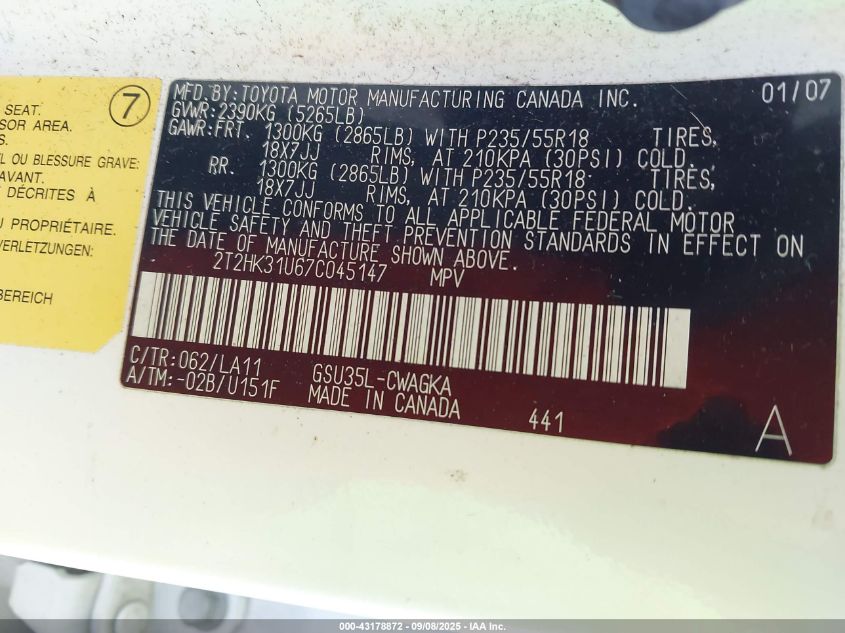 SEAT.
SOR AREA.
S.
L OU BLESSURE GRAVE:
AVANT.
DÉCRITES À
U PROPRIÉTAIRE.
VERLETZUNGEN:
BEREICH
7
MFD. BY: TOYOTA MOTOR MANUFACTURING CANADA INC. 01/07
GVWR: 2390KG (5265LB)
GAWR: FRT. 1300KG (2865LB) WITH P235/55R18 TIRES,
18X7JJ RIMS, AT 210KPA (30PSI) COLD.
RR. 1300KG (2865LB) WITH P235/55R18 TIRES,
18X7JJ RIMS, AT 210KPA (30PSI) COLD.
THIS VEHICLE CONFORMS TO ALL APPLICABLE FEDERAL MOTOR
VEHICLE SAFETY AND THEFT PREVENTION STANDARDS IN EFFECT ON
THE DATE OF MANUFACTURE SHOWN ABOVE.
2T2HK31U67C045147 MPV
C/TR: 062/LA11 GSU35L-CWAGKA
A/TM: -02B/U151F MADE IN CANADA 441 A
000-43178872 - 09/08/2025 - IAA Inc.